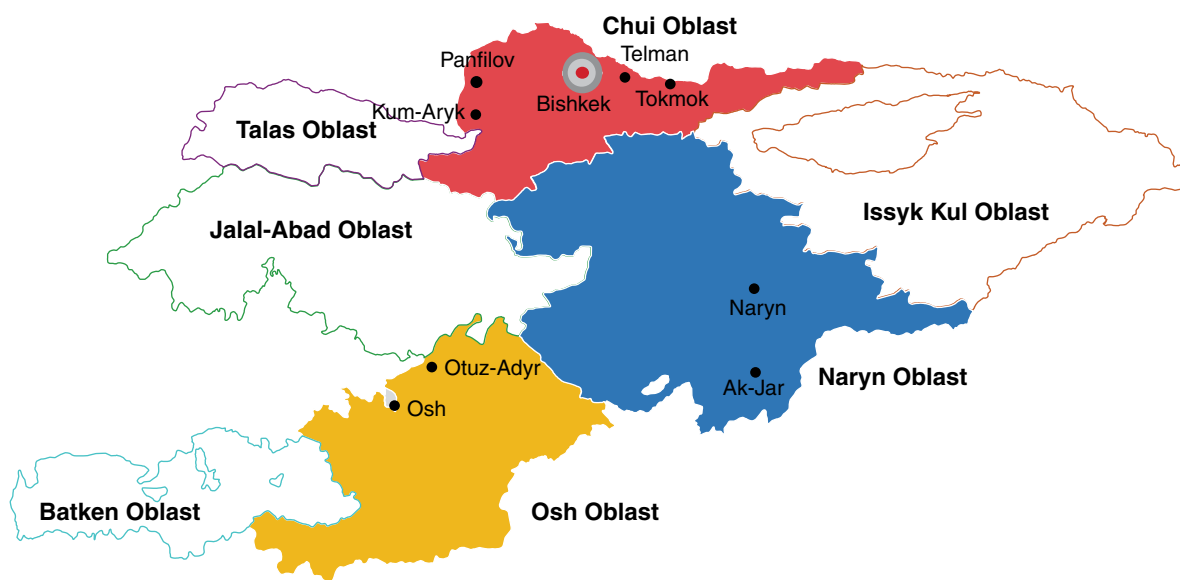 Chui Oblast
Telman
Panfilov
Bishkek
Tokmok
Kum-Aryk
Talas Oblast
Issyk Kul Oblast
Jalal-Abad Oblast
Naryn
Otuz-Adyr
Naryn Oblast
Ak-Jar
Osh
Batken Oblast
Osh Oblast